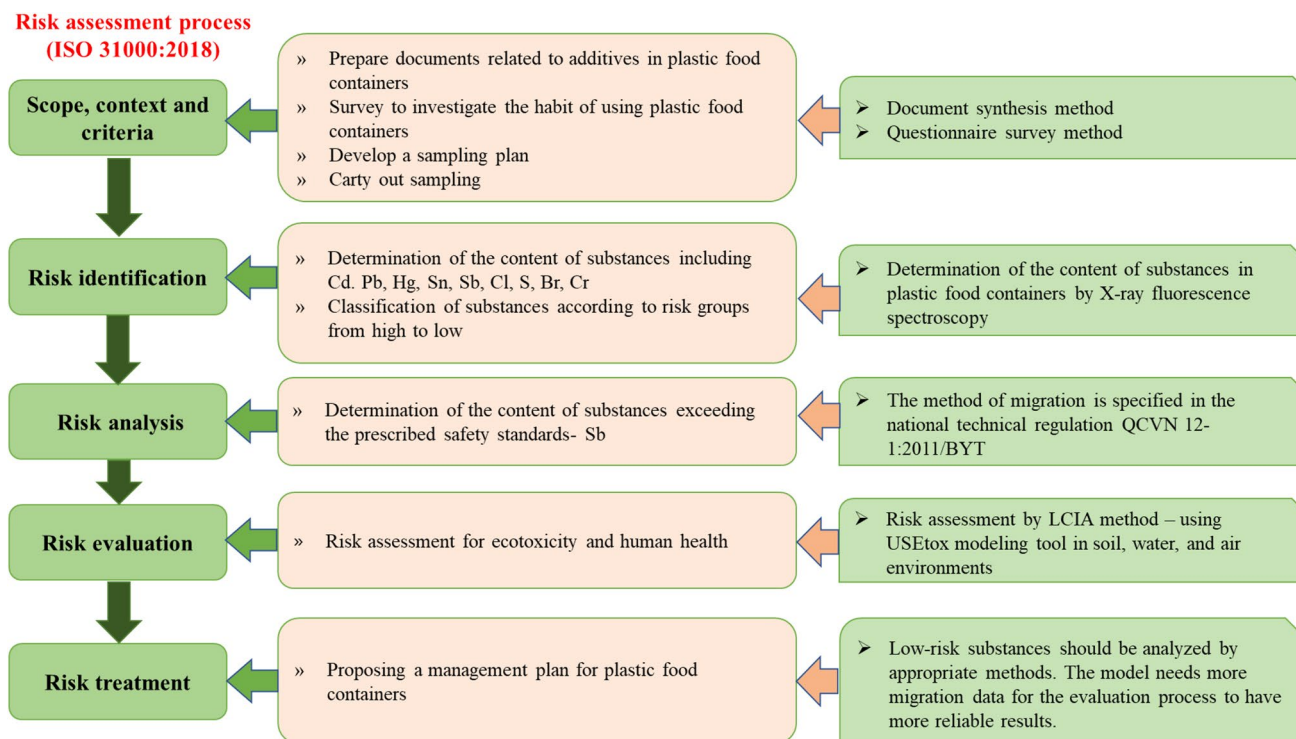 Risk assessment process
(ISO 31000:2018)
Scope, context and
criteria
» Prepare documents related to additives in plastic food
containers
» Survey to investigate the habit of using plastic food
containers
» Develop a sampling plan
» Carty out sampling
➢ Document synthesis method
➢ Questionnaire survey method
Risk identification
» Determination of the content of substances including
Cd. Pb, Hg, Sn, Sb, Cl, S, Br, Cr
» Classification of substances according to risk groups
from high to low
➢ Determination of the content of substances in
plastic food containers by X-ray fluorescence
spectroscopy
Risk analysis
» Determination of the content of substances exceeding
the prescribed safety standards- Sb
➢ The method of migration is specified in the
national technical regulation QCVN 12-
1:2011/BYT
Risk evaluation
» Risk assessment for ecotoxicity and human health
➢ Risk assessment by LCIA method – using
USEtox modeling tool in soil, water, and air
environments
Risk treatment
» Proposing a management plan for plastic food
containers
➢ Low-risk substances should be analyzed by
appropriate methods. The model needs more
migration data for the evaluation process to have
more reliable results.